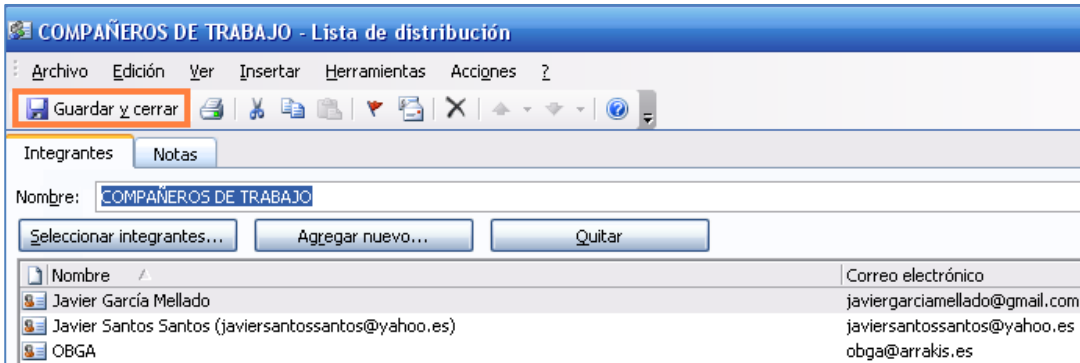 COMPAÑEROS DE TRABAJO - Lista de distribución
Archivo Edición Ver Insertar Herramientas Acciones ?
Guardar y cerrar
Integrantes Notas
Nombre: COMPAÑEROS DE TRABAJO
Seleccionar integrantes... Agregar nuevo... Quitar
Nombre Correo electrónico
Javier García Mellado javiergarciamellado@gmail.com
Javier Santos Santos (javiersantossantos@yahoo.es) javiersantossantos@yahoo.es
OBGA obga@arrakis.es